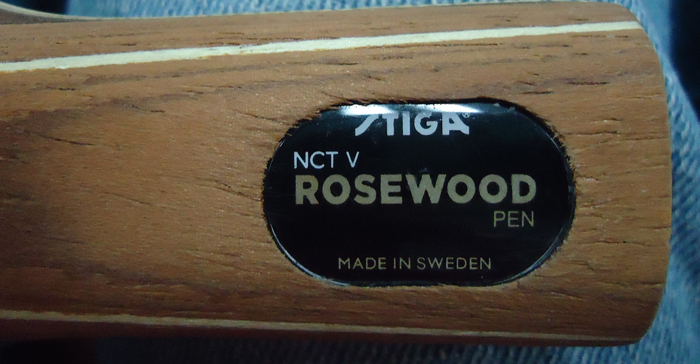 STIGA
NCT V
ROSEWOOD
PEN
MADE IN SWEDEN